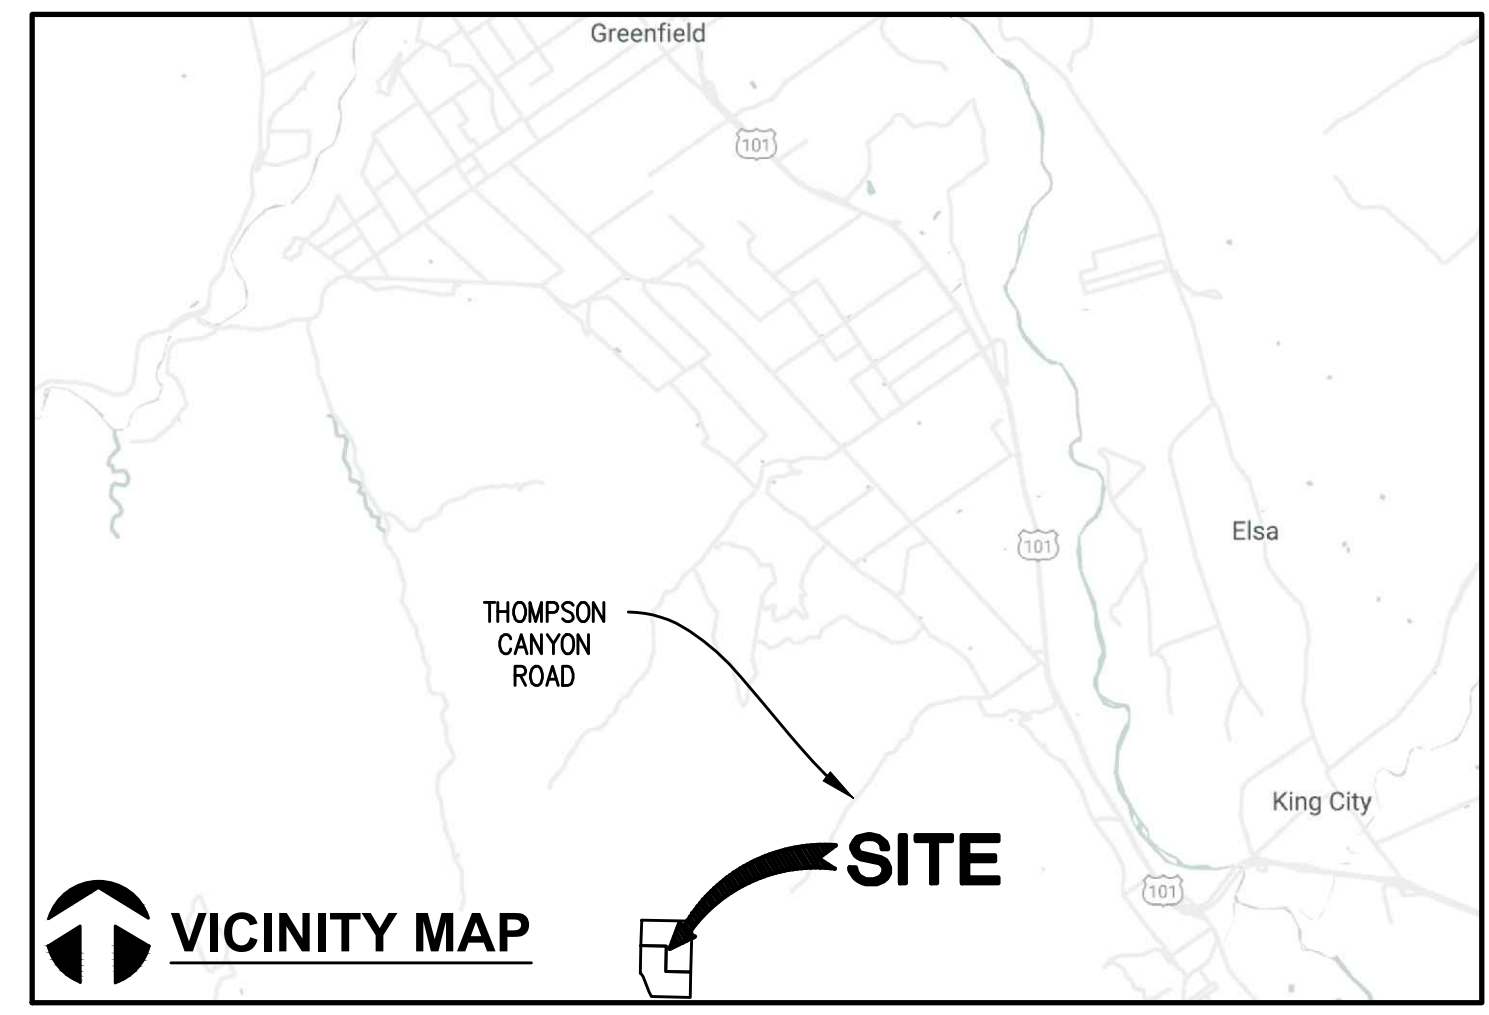 Greenfield
101
101
Elsa
THOMPSON
CANYON
ROAD
King City
SITE
101
VICINITY MAP